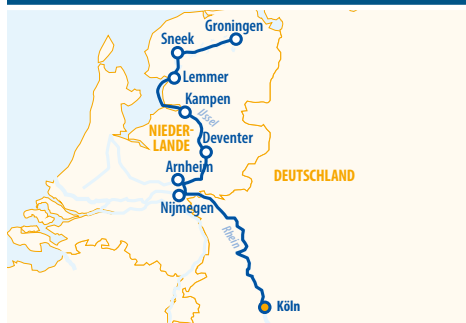 Groningen
Sneek
Lemmer
Kampen
IJssel
NIEDER-
LANDE
Deventer
Arnheim
DEUTSCHLAND
Nijmegen
Rhein
Köln